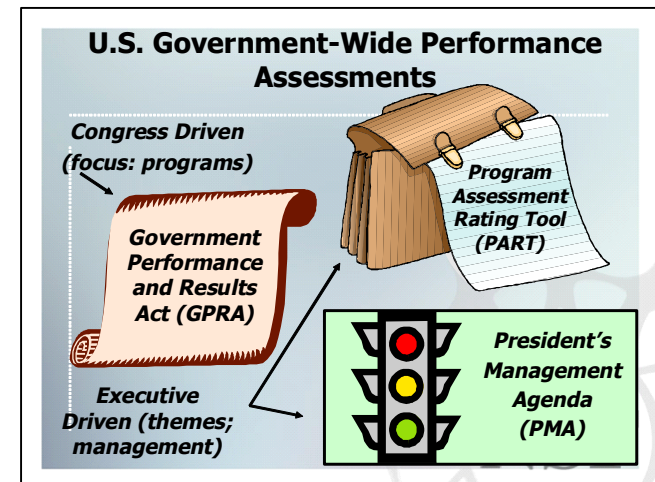 U.S. Government-Wide Performance
Assessments
Congress Driven
(focus: programs)
Government
Performance
and Results
Act (GPRA)
Program
Assessment
Rating Tool
(PART)
Executive
Driven (themes;
management)
President’s
Management
Agenda
(PMA)